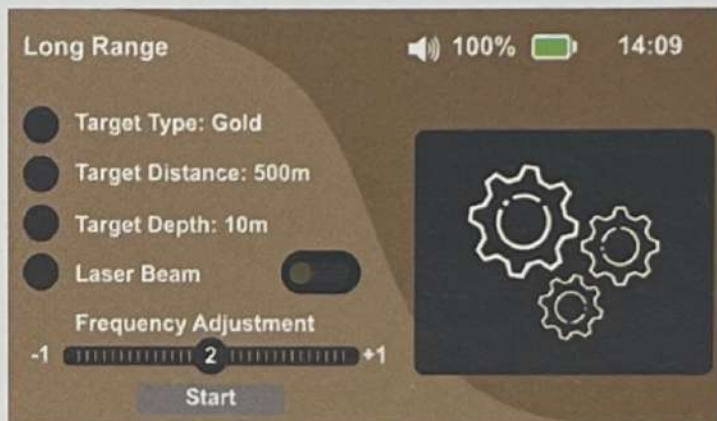 Long Range
100%
14:09
Target Type: Gold
Target Distance: 500m
Target Depth: 10m
Laser Beam
Frequency Adjustment
-1 2 +1
Start